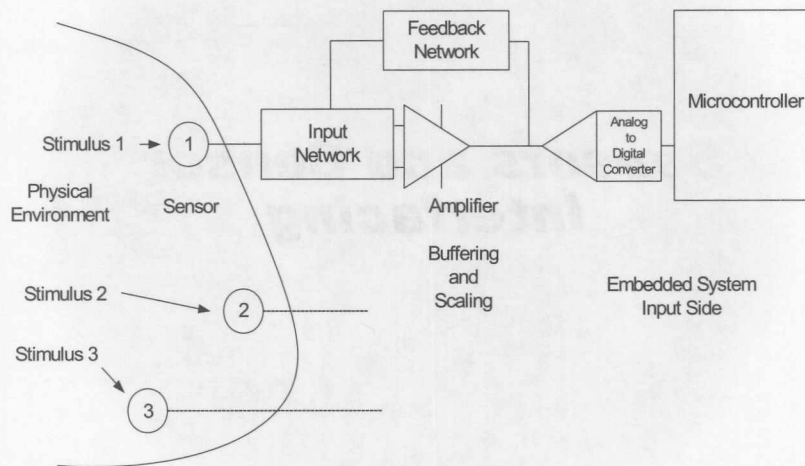 Feedback
Network
Microcontroller
Stimulus 1
1
Input
Network
Analog
to
Digital
Converter
Physical
Environment
Sensor
Amplifier
Buffering
and
Scaling
Embedded System
Input Side
Stimulus 2
2
Stimulus 3
3
Interfacing